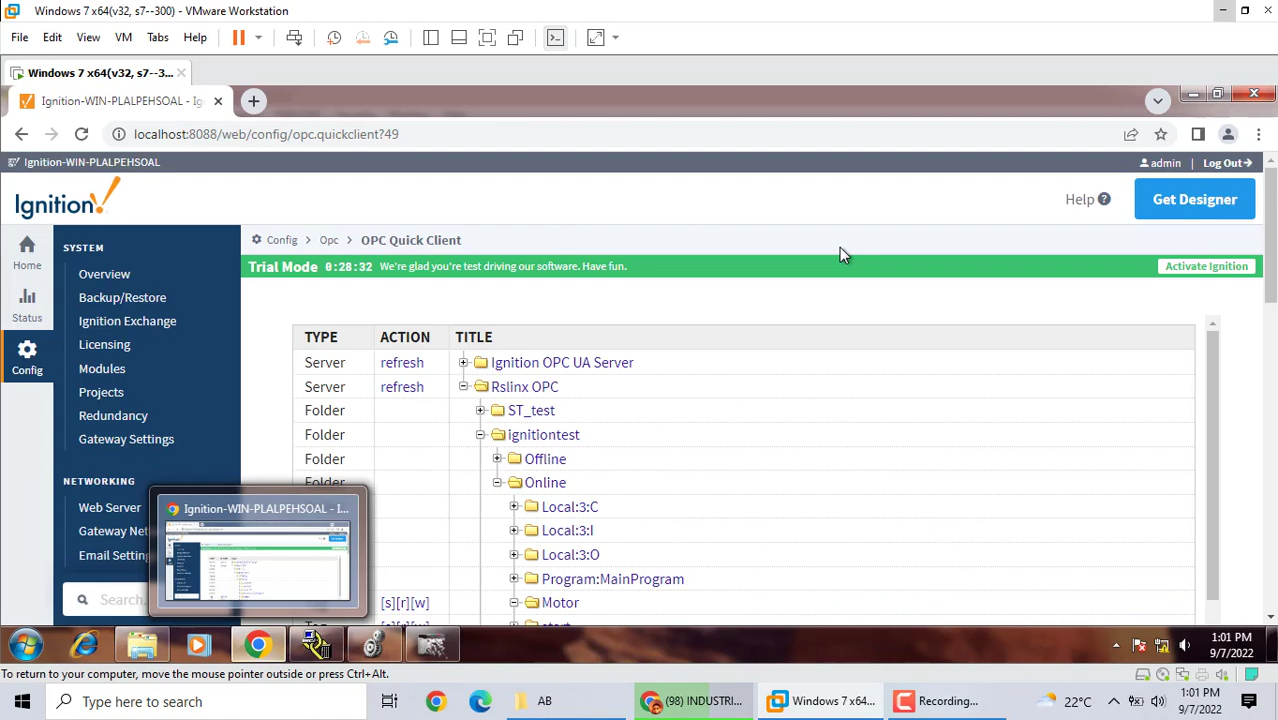 Windows 7 x64(v32, s7--300) - VMware Workstation
File Edit View VM Tabs Help
Windows 7 x64(v32, s7--3...
Ignition-WIN-PLALPEHSOAL - Ig
localhost:8088/web/config/opc.quickclient?49
Ignition-WIN-PLALPEHSOAL admin Log Out
Ignition! Help ? Get Designer
Config > Opc > OPC Quick Client
Trial Mode 0:28:32 We're glad you're test driving our software. Have fun. Activate Ignition
Home
Status
Config
SYSTEM
Overview
Backup/Restore
Ignition Exchange
Licensing
Modules
Projects
Redundancy
Gateway Settings
NETWORKING
Web Server
Gateway Net
Email Setting
Search...
TYPE ACTION TITLE
Server refresh Ignition OPC UA Server
Server refresh Rslinx OPC
Folder ST_test
Folder ignitiontest
Folder Offline
Folder Online
Local:3:C
Local:3:I
Local:3:O
Program:MainProgram
[s][r][w] Motor
Ignition-WIN-PLALPEHSOAL - I...
1:01 PM
9/7/2022
To return to your computer, move the mouse pointer outside or press Ctrl+Alt.
Type here to search
(98) INDUSTRI...
Windows 7 x64...
Recording...
22°C
1:01 PM
9/7/2022